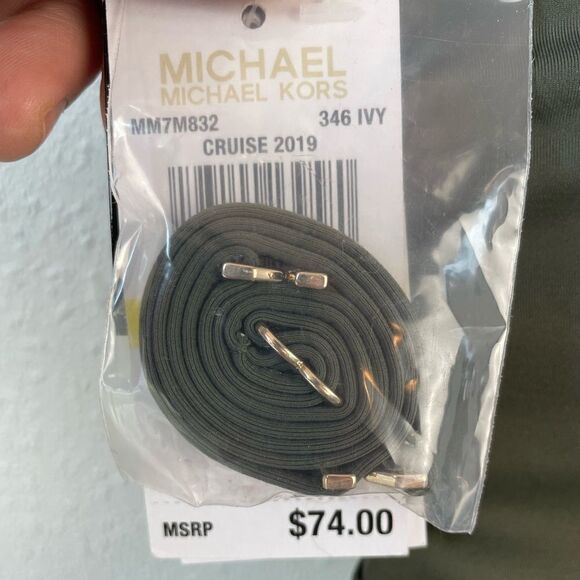 MICHAEL
MICHAEL KORS
MM7M832 346 IVY
CRUISE 2019
MSRP $74.00